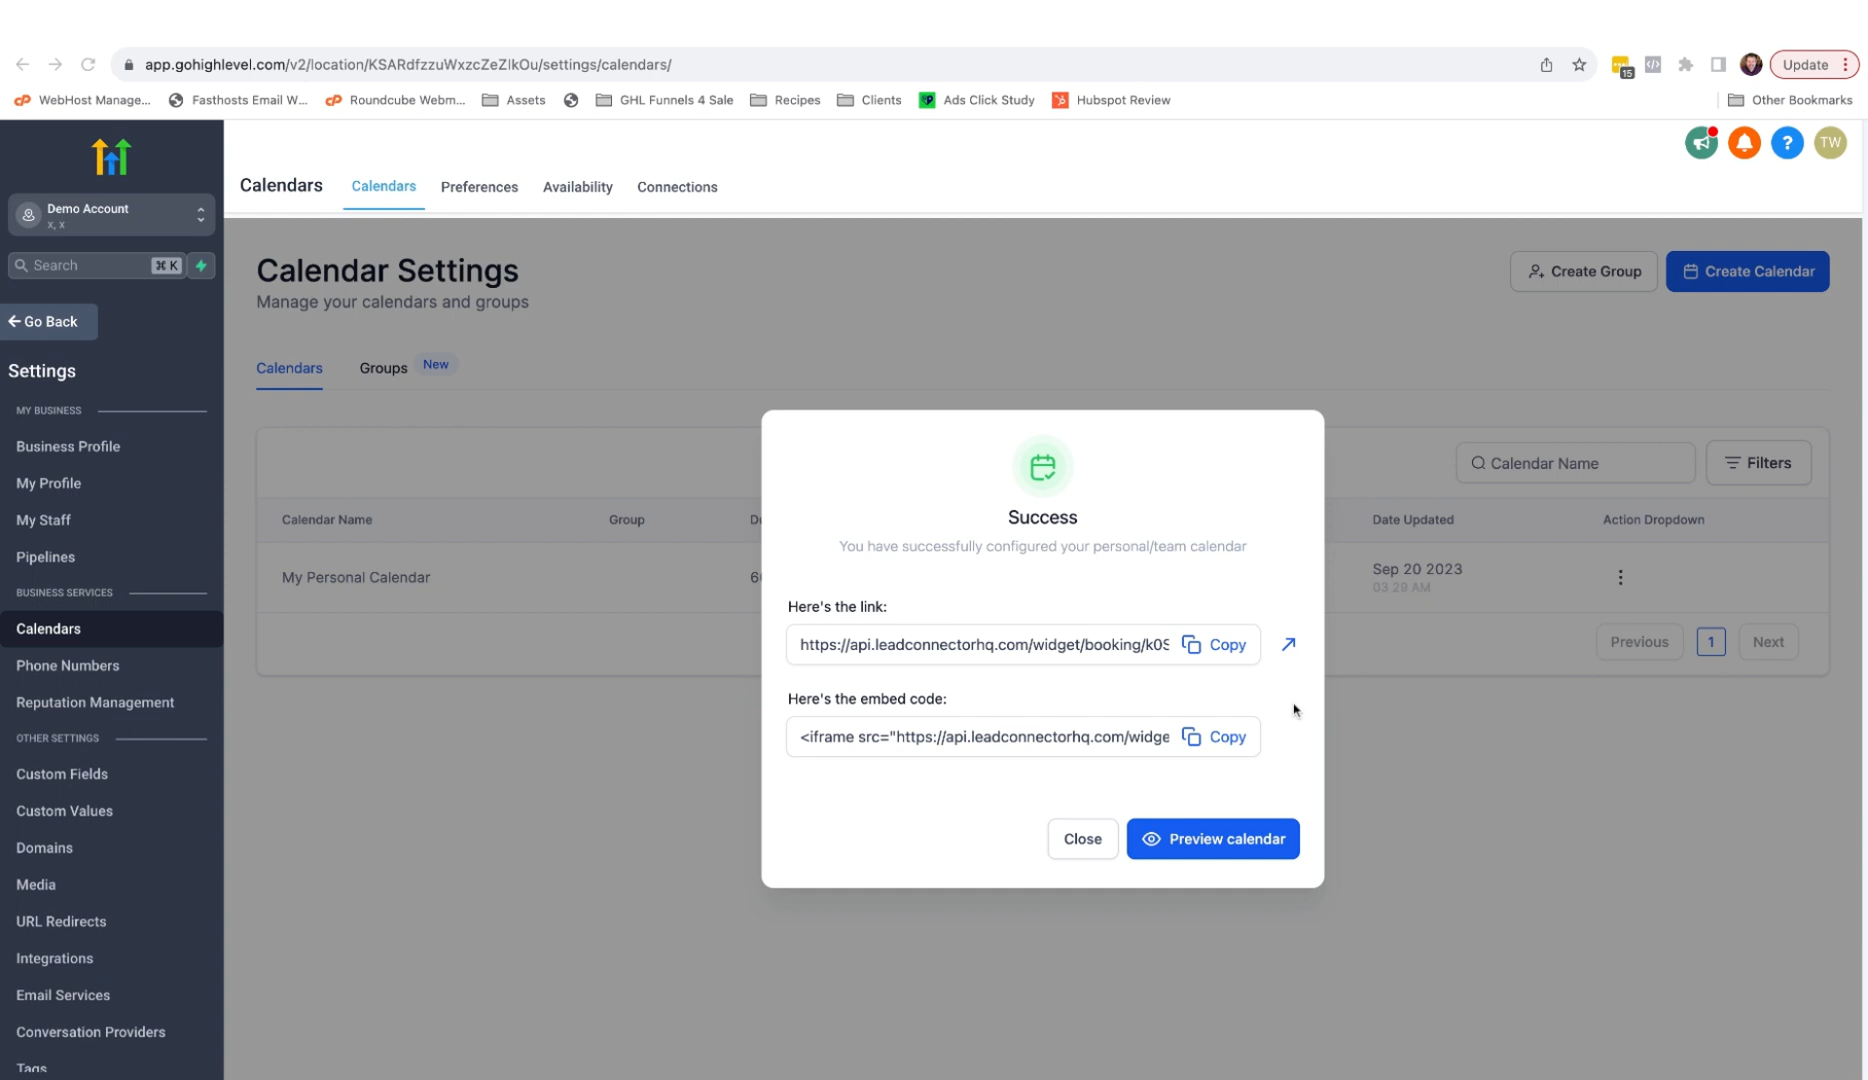 app.gohighlevel.com/v2/location/KSARdfzzuWxzcZeZlkOu/settings/calendars/
15
Update
WebHost Manage...
Fasthosts Email W...
Roundcube Webm...
Assets
GHL Funnels 4 Sale
Recipes
Clients
Ads Click Study
Hubspot Review
Other Bookmarks
TW
Calendars
Calendars
Preferences
Availability
Connections
Demo Account
x, x
Search
⌘ K
Go Back
Settings
MY BUSINESS
Business Profile
My Profile
My Staff
Pipelines
BUSINESS SERVICES
Calendars
Phone Numbers
Reputation Management
OTHER SETTINGS
Custom Fields
Custom Values
Domains
Media
URL Redirects
Integrations
Email Services
Conversation Providers
Tags
Calendar Settings
Manage your calendars and groups
Create Group
Create Calendar
Calendars
Groups
New
Calendar Name
Filters
Calendar Name
Group
Date Updated
Action Dropdown
My Personal Calendar
Sep 20 2023
03 29 AM
Previous
1
Next
Success
You have successfully configured your personal/team calendar
Here's the link:
https://api.leadconnectorhq.com/widget/booking/k0S
Copy
Here's the embed code:
<iframe src="https://api.leadconnectorhq.com/widge
Copy
Close
Preview calendar